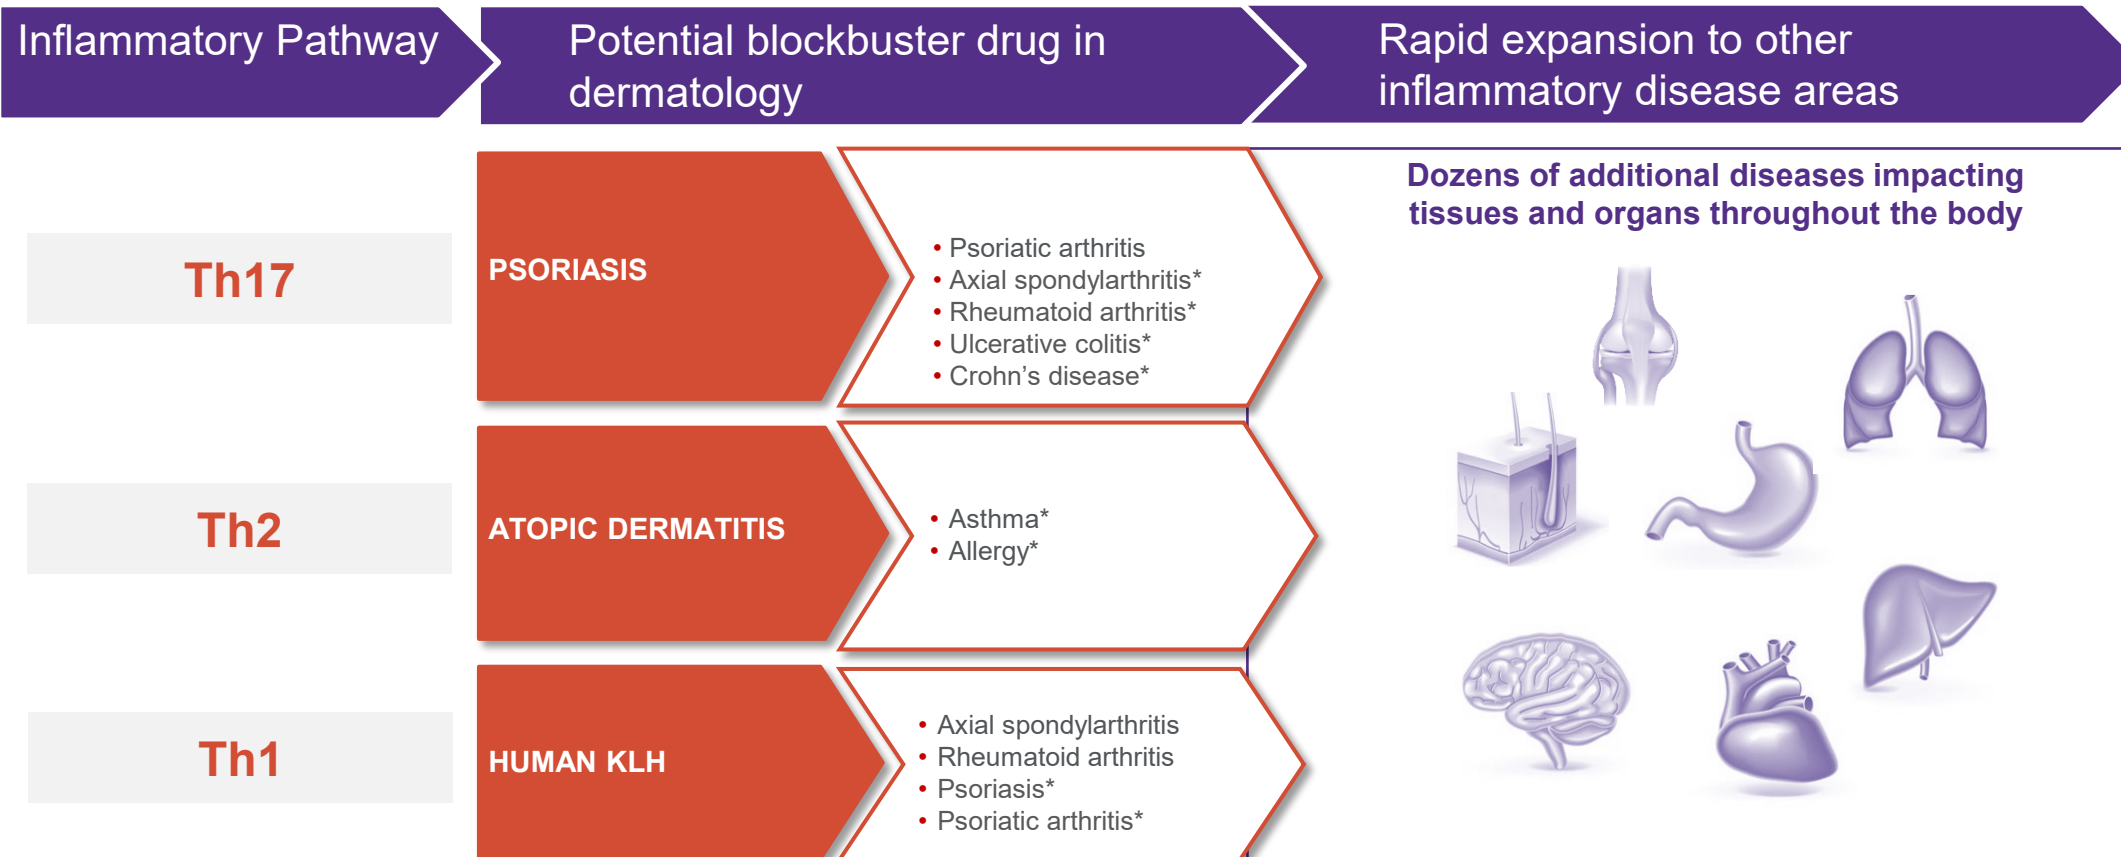 Inflammatory Pathway
Potential blockbuster drug in
dermatology
Rapid expansion to other
inflammatory disease areas
Th17
PSORIASIS
• Psoriatic arthritis
• Axial spondylarthritis*
• Rheumatoid arthritis*
• Ulcerative colitis*
• Crohn’s disease*
Dozens of additional diseases impacting
tissues and organs throughout the body
Th2
ATOPIC DERMATITIS
• Asthma*
• Allergy*
Th1
HUMAN KLH
• Axial spondylarthritis
• Rheumatoid arthritis
• Psoriasis*
• Psoriatic arthritis*